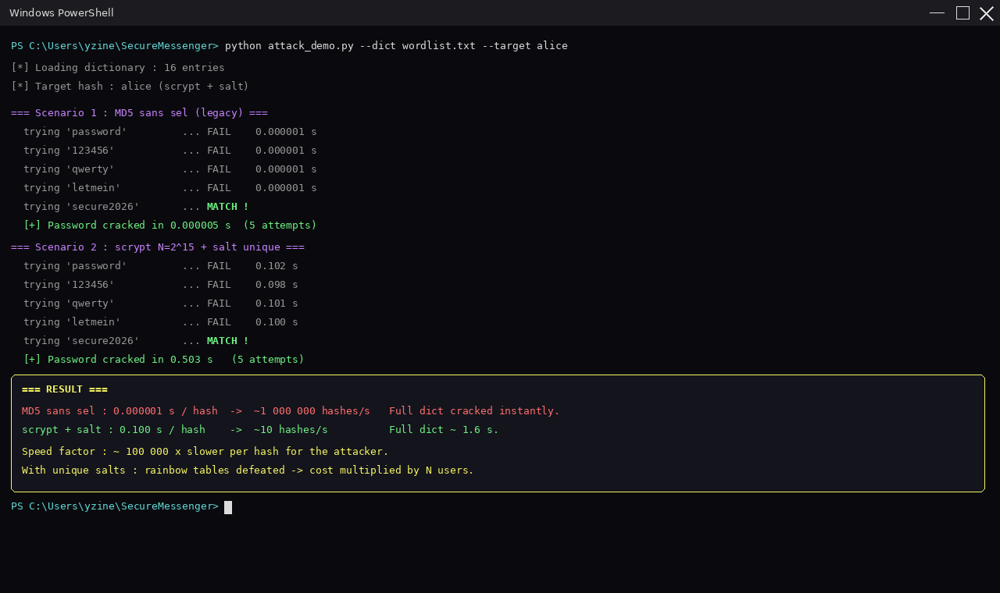 Windows PowerShell
PS C:\Users\yzine\SecureMessenger> python attack_demo.py --dict wordlist.txt --target alice
[*] Loading dictionary : 16 entries
[*] Target hash : alice (scrypt + salt)
=== Scenario 1 : MD5 sans sel (legacy) ===
trying 'password' ... FAIL 0.000001 s
trying '123456' ... FAIL 0.000001 s
trying 'qwerty' ... FAIL 0.000001 s
trying 'letmein' ... FAIL 0.000001 s
trying 'secure2026' ... MATCH !
[+] Password cracked in 0.000005 s (5 attempts)
=== Scenario 2 : scrypt N=2^15 + salt unique ===
trying 'password' ... FAIL 0.102 s
trying '123456' ... FAIL 0.098 s
trying 'qwerty' ... FAIL 0.101 s
trying 'letmein' ... FAIL 0.100 s
trying 'secure2026' ... MATCH !
[+] Password cracked in 0.503 s (5 attempts)
=== RESULT ===
MD5 sans sel : 0.000001 s / hash -> ~1 000 000 hashes/s Full dict cracked instantly.
scrypt + salt : 0.100 s / hash -> ~10 hashes/s Full dict ~ 1.6 s.
Speed factor : ~ 100 000 x slower per hash for the attacker.
With unique salts : rainbow tables defeated -> cost multiplied by N users.
PS C:\Users\yzine\SecureMessenger>